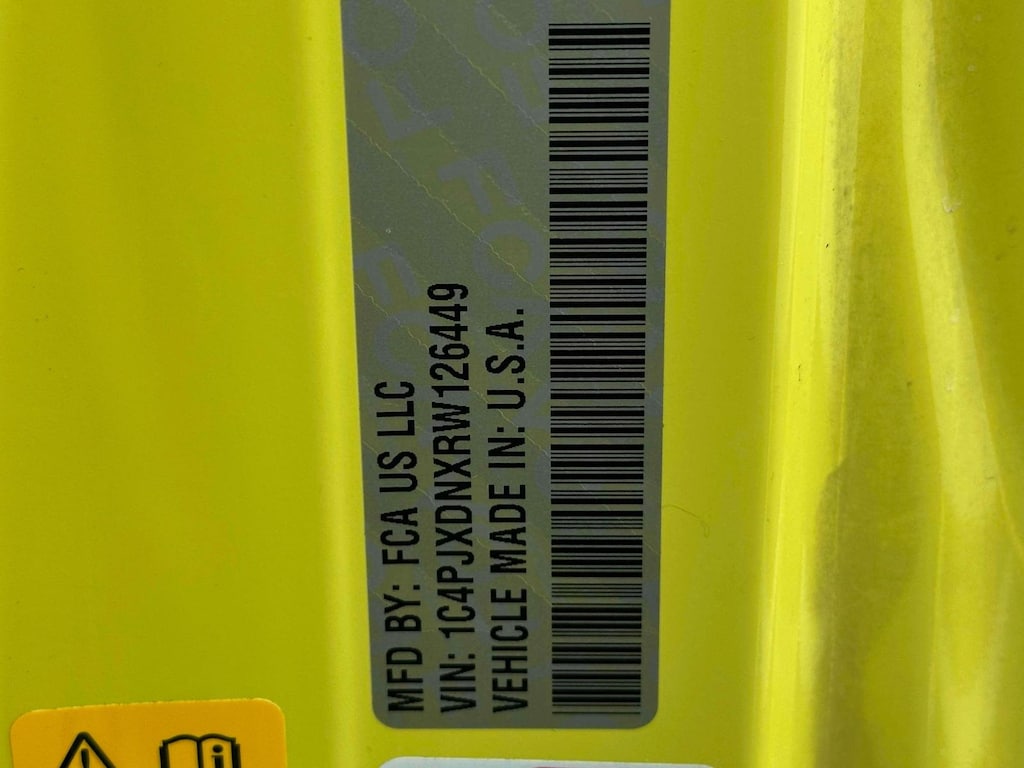 MFD BY: FCA US LLC
VIN: 1C4PJXDNXRW126449
VEHICLE MADE IN: U.S.A.